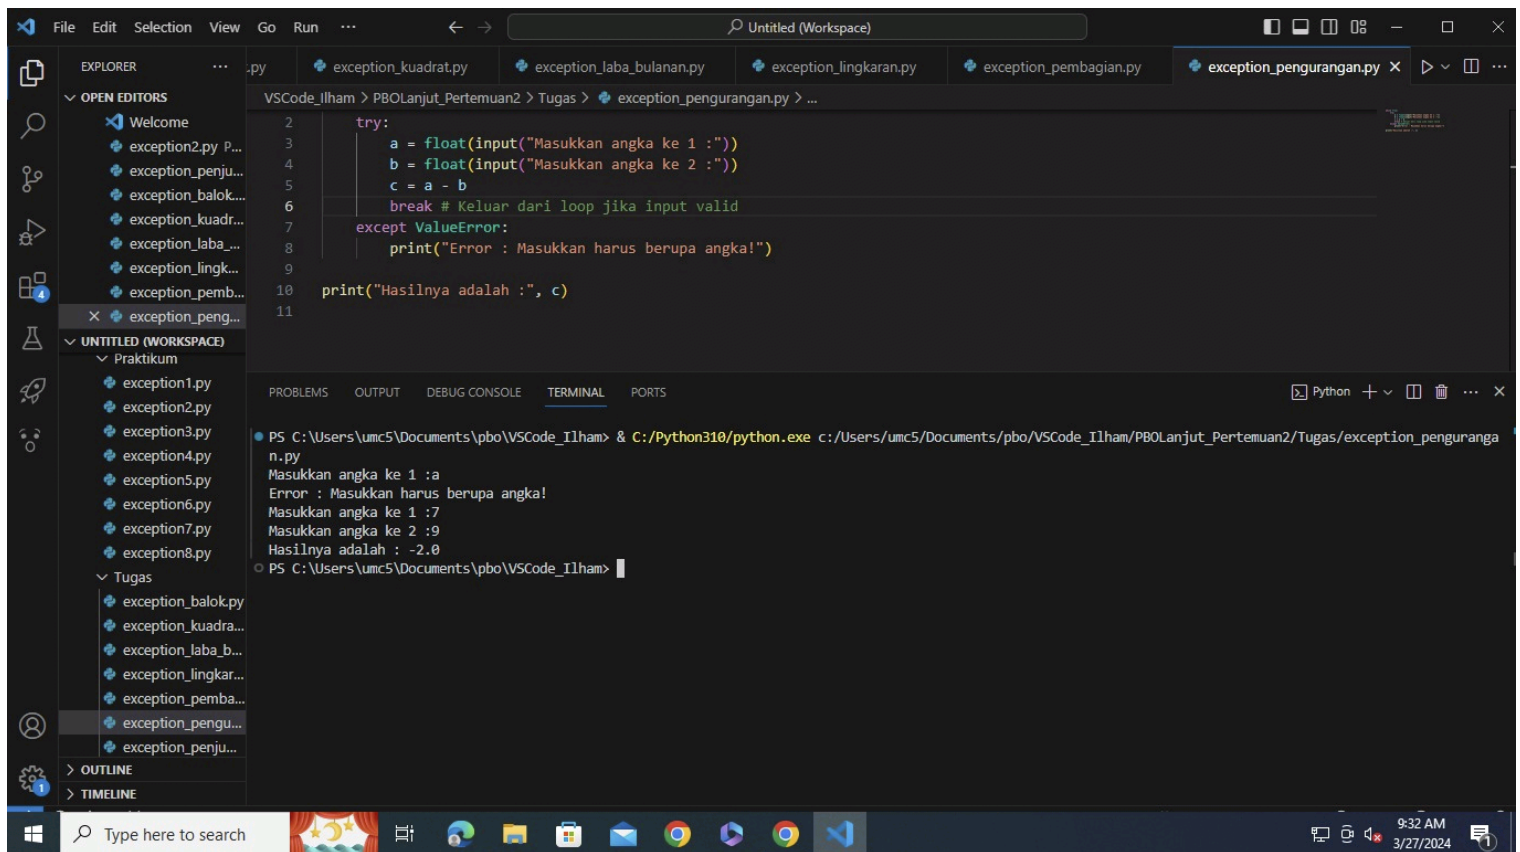 File Edit Selection View Go Run ··· Untitled (Workspace)
EXPLORER ···
.py exception_kuadrat.py exception_laba_bulanan.py exception_lingkaran.py exception_pembagian.py exception_pengurangan.py
OPEN EDITORS
Welcome
exception2.py P...
exception_penju...
exception_balok....
exception_kuadr...
exception_laba_...
exception_lingk...
exception_pemb...
exception_peng...
UNTITLED (WORKSPACE)
Praktikum
exception1.py
exception2.py
exception3.py
exception4.py
exception5.py
exception6.py
exception7.py
exception8.py
Tugas
exception_balok.py
exception_kuadra...
exception_laba_b...
exception_lingkar...
exception_pemba...
exception_pengu...
exception_penju...
OUTLINE
TIMELINE
4
1
VSCode_Ilham > PBOLanjut_Pertemuan2 > Tugas > exception_pengurangan.py > ...
2 try:
3 a = float(input("Masukkan angka ke 1 :"))
4 b = float(input("Masukkan angka ke 2 :"))
5 c = a - b
6 break # Keluar dari loop jika input valid
7 except ValueError:
8 print("Error : Masukkan harus berupa angka!")
9
10 print("Hasilnya adalah :", c)
11
PROBLEMS OUTPUT DEBUG CONSOLE TERMINAL PORTS Python
PS C:\Users\umc5\Documents\pbo\VSCode_Ilham> & C:/Python310/python.exe c:/Users/umc5/Documents/pbo/VSCode_Ilham/PBOLanjut_Pertemuan2/Tugas/exception_penguranga
n.py
Masukkan angka ke 1 :a
Error : Masukkan harus berupa angka!
Masukkan angka ke 1 :7
Masukkan angka ke 2 :9
Hasilnya adalah : -2.0
PS C:\Users\umc5\Documents\pbo\VSCode_Ilham>
Type here to search
9:32 AM
3/27/2024
1